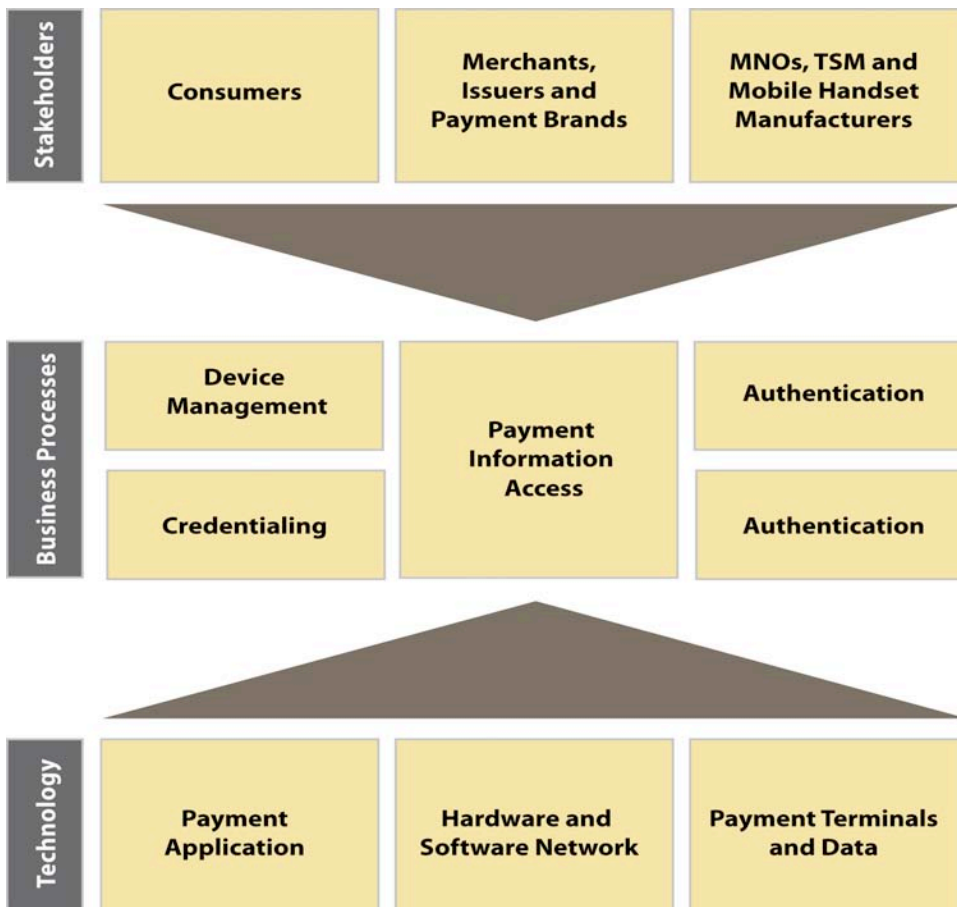 Stakeholders
Consumers
Merchants,
Issuers and
Payment Brands
MNOs, TSM and
Mobile Handset
Manufacturers
Business Processes
Device
Management
Credentialing
Payment
Information
Access
Authentication
Authentication
Technology
Payment
Application
Hardware and
Software Network
Payment Terminals
and Data